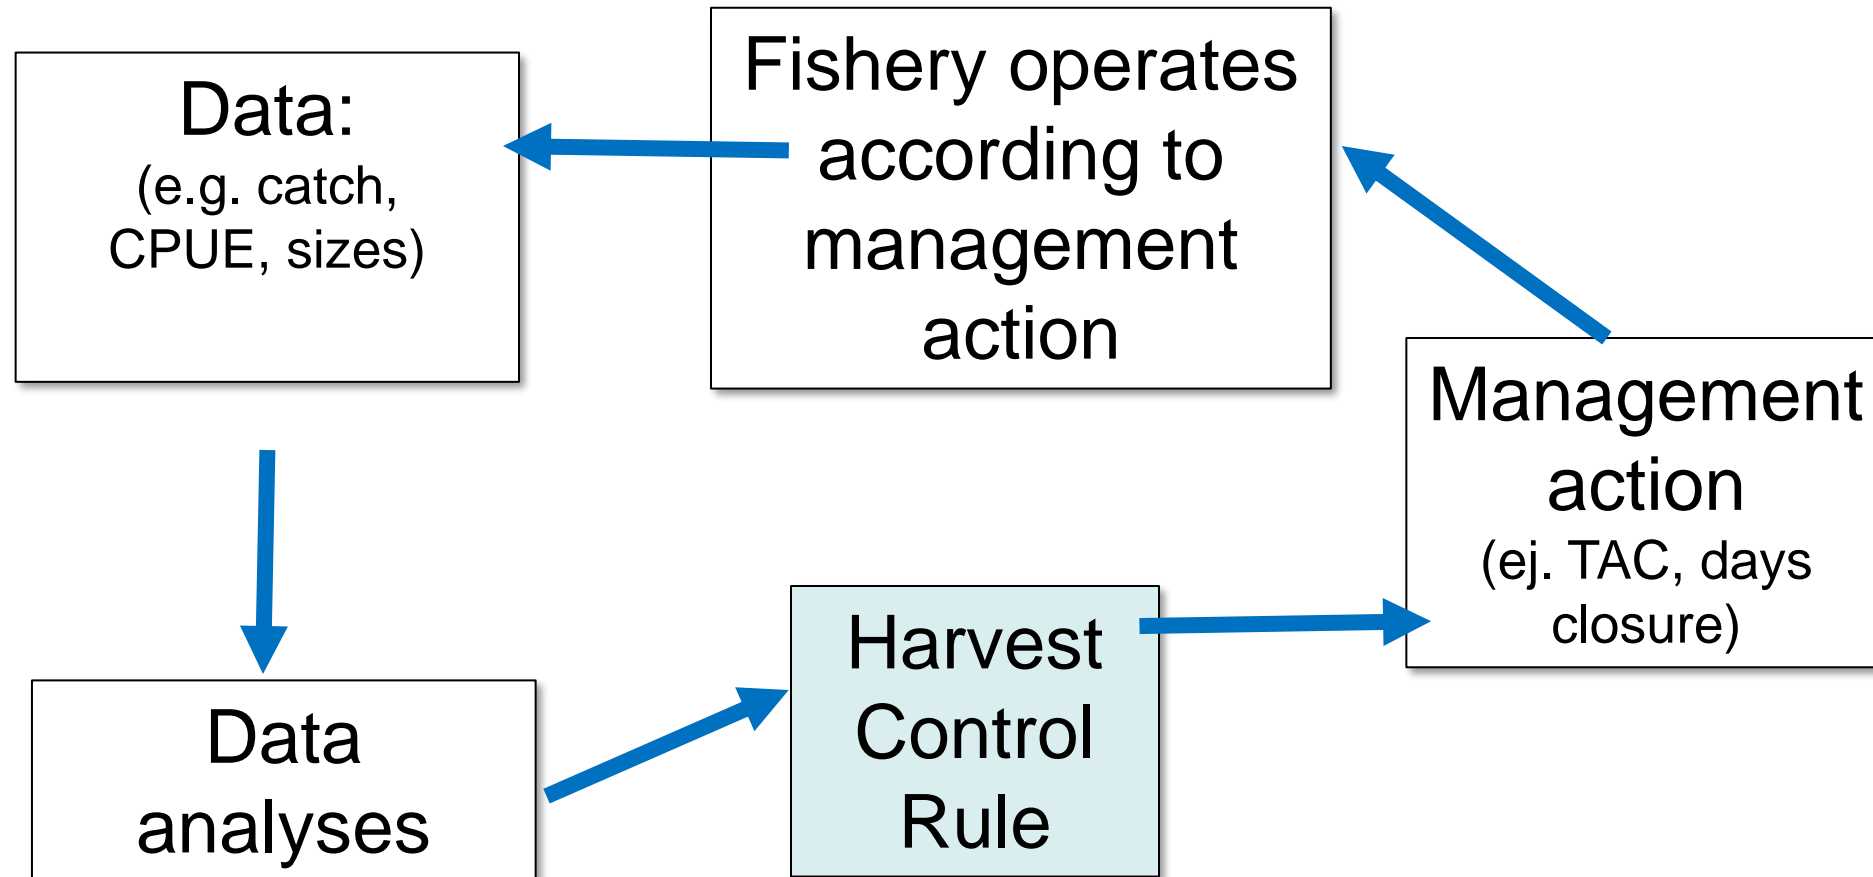 Data:
(e.g. catch,
CPUE, sizes)
Fishery operates
according to
management
action
Management
action
(ej. TAC, days
closure)
Harvest
Control
Rule
Data
analyses